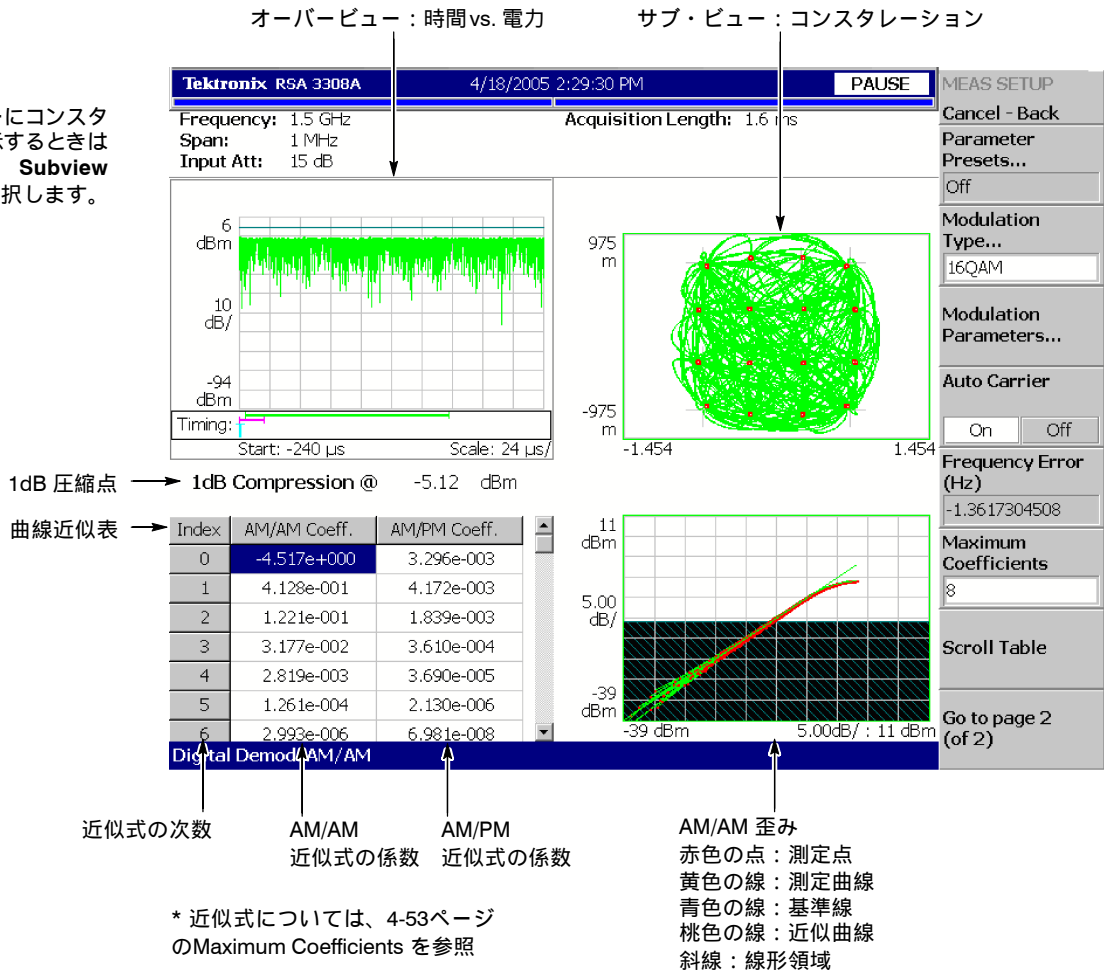 オーバービュー：時間vs. 電力
サブ・ビュー：コンスタレーション
にコンスタ
示するときは
Subview
択します。
Tektronix RSA 3308A
4/18/2005 2:29:30 PM
PAUSE
Frequency: 1.5 GHz
Acquisition Length: 1.6 ms
Span: 1 MHz
Input Att: 15 dB
6
dBm
10
dB/
-94
dBm
Timing:
Start: -240 µs
Scale: 24 µs/
975
m
-975
m
-1.454
1.454
1dB 圧縮点
1dB Compression @ -5.12 dBm
曲線近似表
Index AM/AM Coeff. AM/PM Coeff.
0 -4.517e+000 3.296e-003
1 4.128e-001 4.172e-003
2 1.221e-001 1.839e-003
3 3.177e-002 3.610e-004
4 2.819e-003 3.690e-005
5 1.261e-004 2.130e-006
6 2.993e-006 6.981e-008
11
dBm
5.00
dB/
-39
dBm
-39 dBm
5.00dB/ : 11 dBm
Digital Demod: AM/AM
MEAS SETUP
Cancel - Back
Parameter
Presets...
Off
Modulation
Type...
16QAM
Modulation
Parameters...
Auto Carrier
On Off
Frequency Error
(Hz)
-1.3617304508
Maximum
Coefficients
8
Scroll Table
Go to page 2
(of 2)
近似式の次数
AM/AM
近似式の係数
AM/PM
近似式の係数
AM/AM 歪み
赤色の点：測定点
黄色の線：測定曲線
青色の線：基準線
桃色の線：近似曲線
斜線：線形領域
* 近似式については、4-53ページ
のMaximum Coefficients を参照